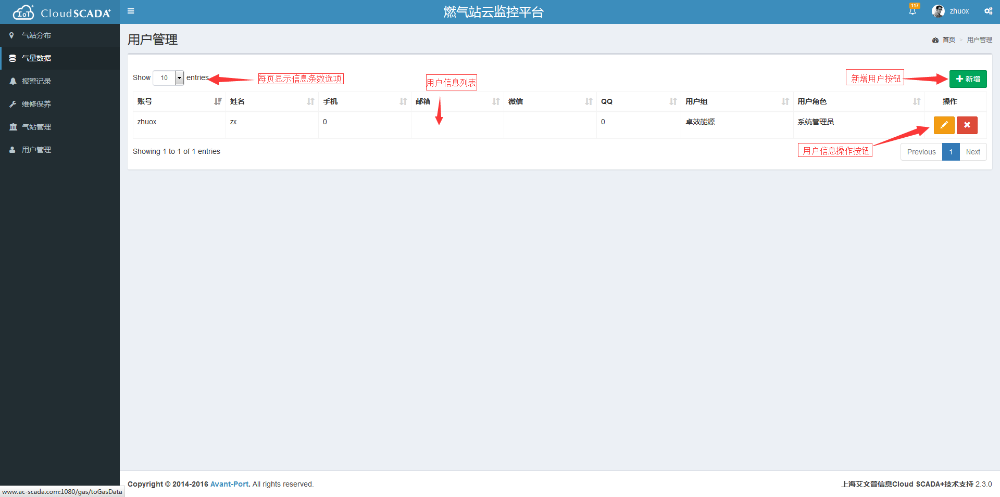 IoT CloudSCADA+
燃气站云监控平台
117
zhuox
气站分布
气量数据
报警记录
维修保养
气站管理
用户管理
用户管理
首页 > 用户管理
Show 10 entries
每页显示信息条数选项
用户信息列表
新增用户按钮
新增
账号 姓名 手机 邮箱 微信 QQ 用户组 用户角色 操作
zhuox zx 0 0 卓效能源 系统管理员
Showing 1 to 1 of 1 entries
用户信息操作按钮
Previous 1 Next
Copyright © 2014-2016 Avant-Port. All rights reserved.
上海艾文普信息Cloud SCADA+技术支持 2.3.0
www.ac-scada.com:1080/gas/toGasData